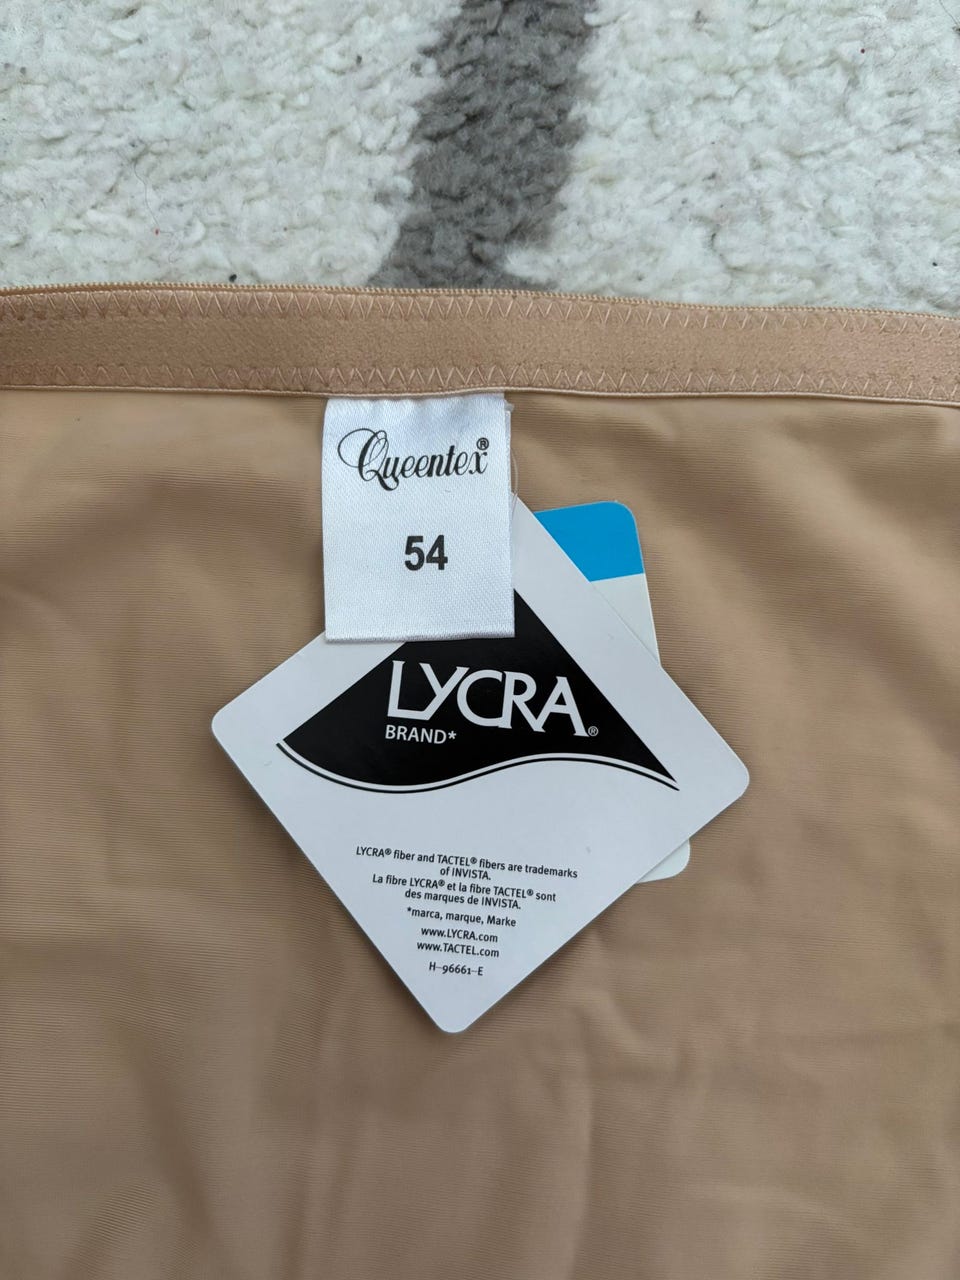 Queentex®
54
LYCRA®
BRAND*
LYCRA® fiber and TACTEL® fibers are trademarks
of INVISTA.
La fibre LYCRA® et la fibre TACTEL® sont
des marques de INVISTA.
*marca, marque, Marke
www.LYCRA.com
www.TACTEL.com
H-96661-E